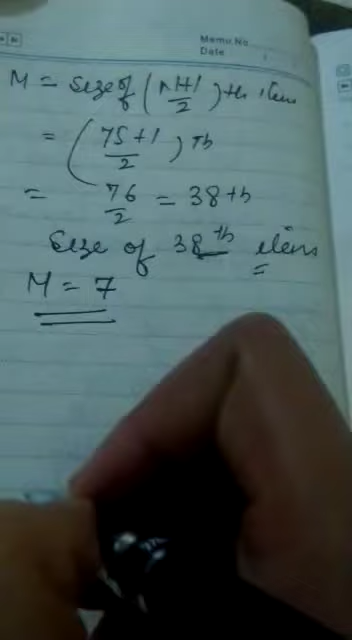 Memo No
Date
M = Size of (n+1/2)th item
= (75+1/2)th
= 76/2 = 38th
Size of 38th item
M = 7